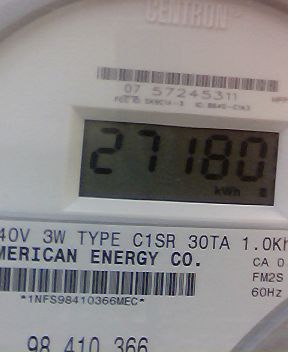 CENTRON
07 57245311
27180
kWh
40V 3W TYPE C1SR 30TA 1.0Kh
MERICAN ENERGY CO.
CA 0
FM2S
60Hz
*1NFS98410366MEC*
98 410 366